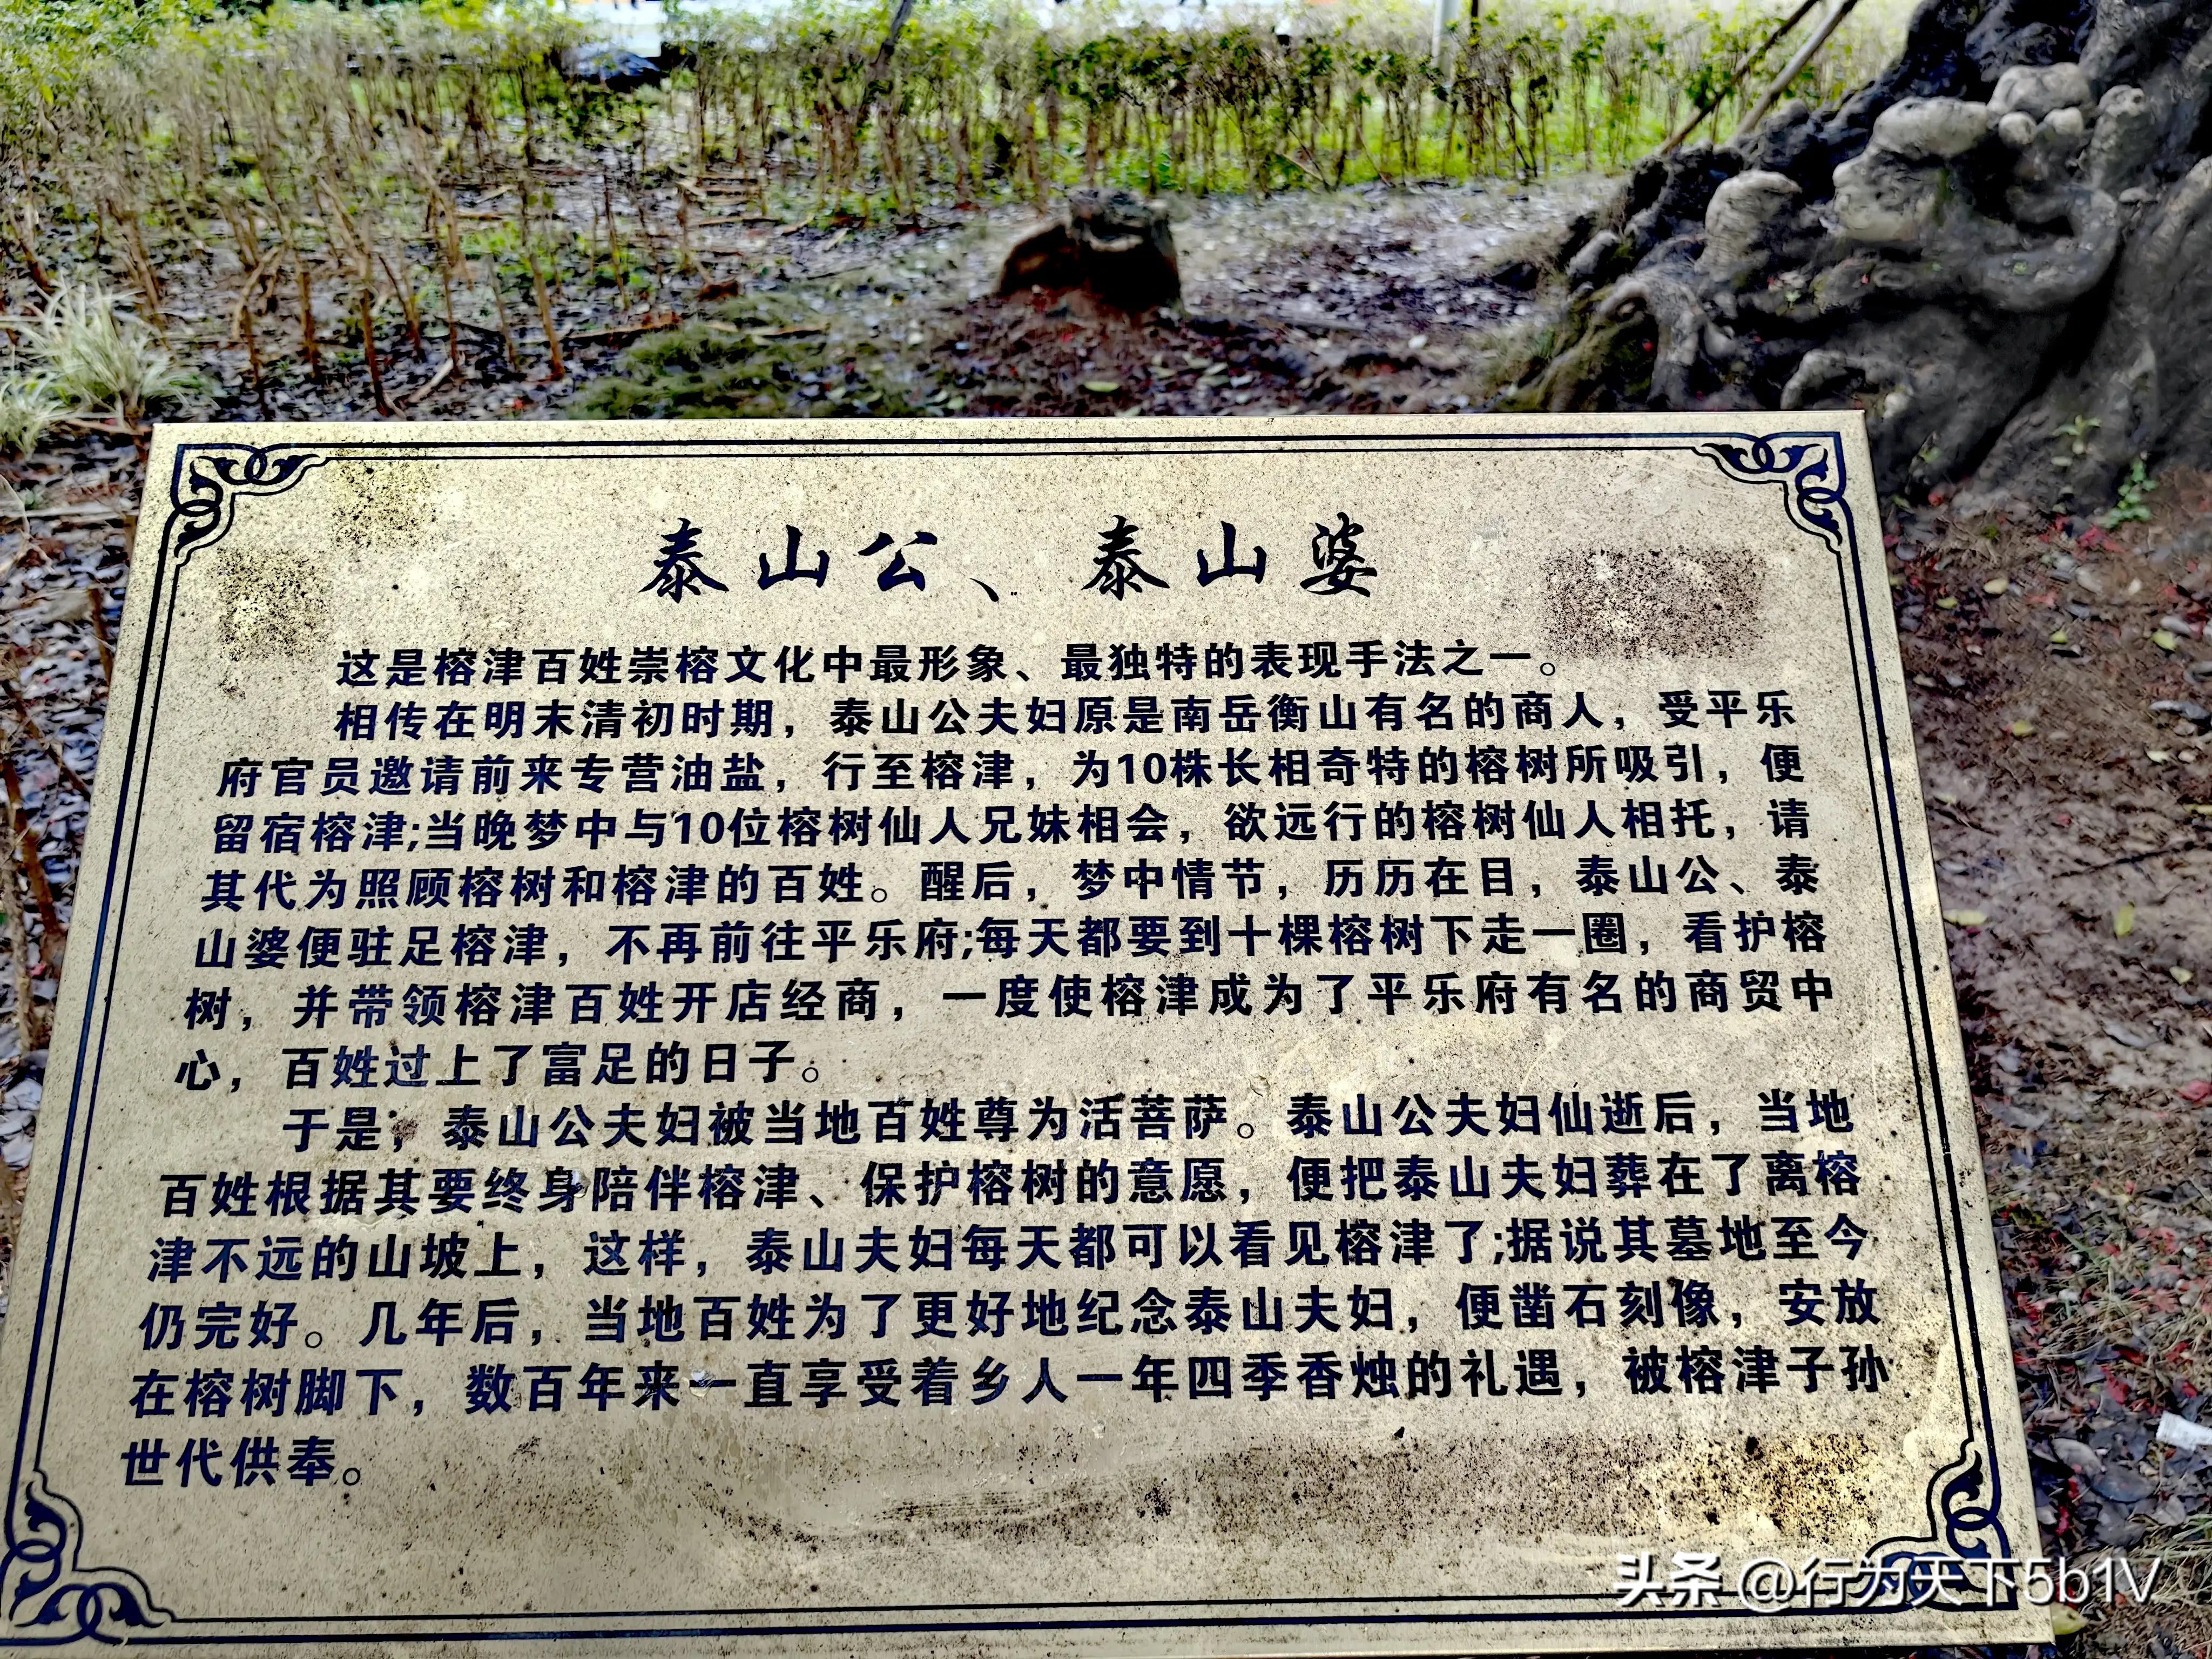 泰山公、泰山婆
这是榕津百姓崇榕文化中最形象、最独特的表现手法之一。
相传在明末清初时期，泰山公夫妇原是南岳衡山有名的商人，受平乐
府官员邀请前来专营油盐，行至榕津，为10株长相奇特的榕树所吸引，便
留宿榕津;当晚梦中与10位榕树仙人兄妹相会，欲远行的榕树仙人相托，请
其代为照顾榕树和榕津的百姓。醒后，梦中情节，历历在目，泰山公、泰
山婆便驻足榕津，不再前往平乐府;每天都要到十棵榕树下走一圈，看护榕
树，并带领榕津百姓开店经商，一度使榕津成为了平乐府有名的商贸中
心，百姓过上了富足的日子。
于是，泰山公夫妇被当地百姓尊为活菩萨。泰山公夫妇仙逝后，当地
百姓根据其要终身陪伴榕津、保护榕树的意愿，便把泰山夫妇葬在了离榕
津不远的山坡上，这样，泰山夫妇每天都可以看见榕津了;据说其墓地至今
仍完好。几年后，当地百姓为了更好地纪念泰山夫妇，便凿石刻像，安放
在榕树脚下，数百年来一直享受着乡人一年四季香烛的礼遇，被榕津子孙
世代供奉。
头条 @行为天下5b1V